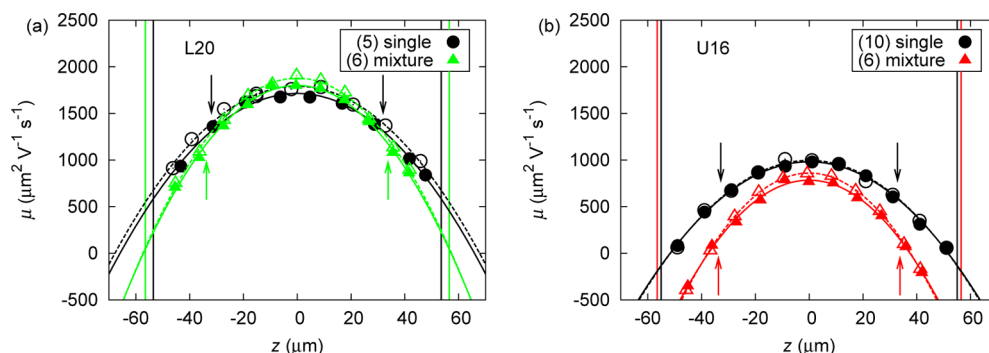 (a)
L20
(5) single
(6) mixture
μ (μm² V⁻¹ s⁻¹)
2500
2000
1500
1000
500
0
-500
-60 -40 -20 0 20 40 60
z (μm)
(b)
U16
(10) single
(6) mixture
μ (μm² V⁻¹ s⁻¹)
2500
2000
1500
1000
500
0
-500
-60 -40 -20 0 20 40 60
z (μm)